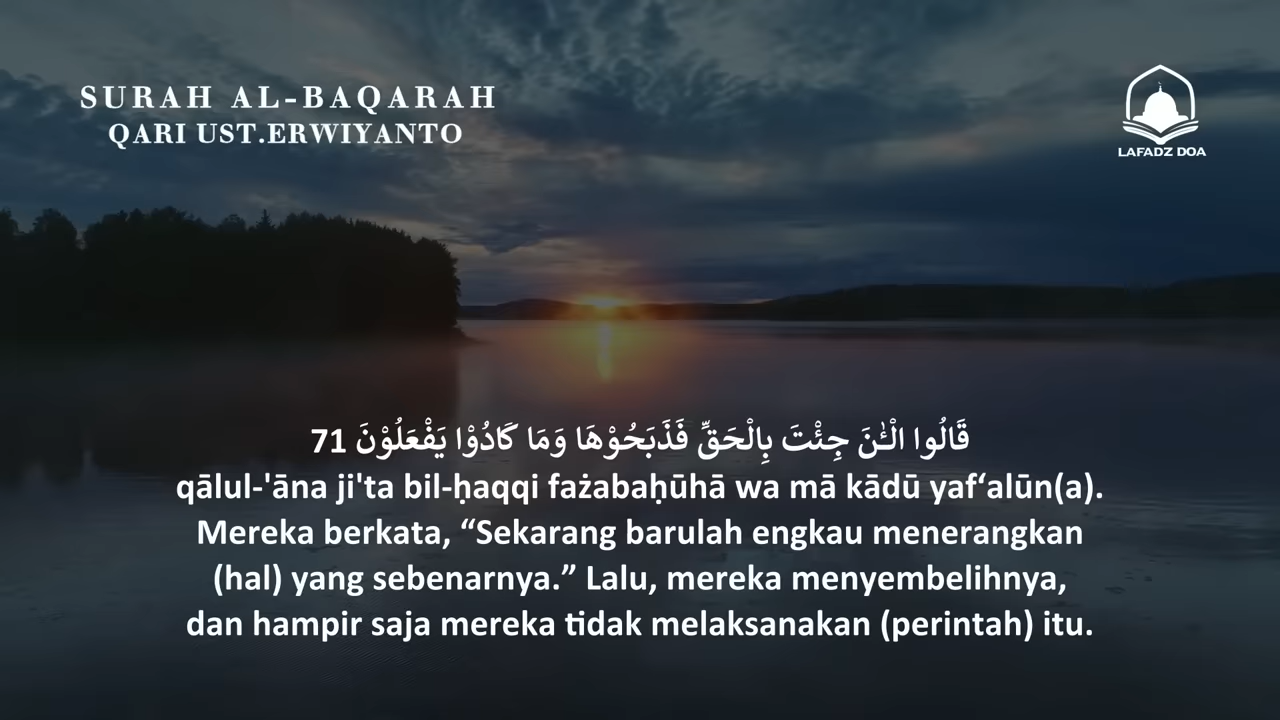 SURAH AL-BAQARAH
QARI UST.ERWIYANTO
LAFADZ DOA
قَالُوا الْـٰٔنَ جِئْتَ بِالْحَقِّ فَذَبَحُوْهَا وَمَا كَادُوْا يَفْعَلُوْنَ 71
qālul-'āna ji'ta bil-ḥaqqi fażabaḥūhā wa mā kādū yaf‘alūn(a).
Mereka berkata, “Sekarang barulah engkau menerangkan
(hal) yang sebenarnya.” Lalu, mereka menyembelihnya,
dan hampir saja mereka tidak melaksanakan (perintah) itu.